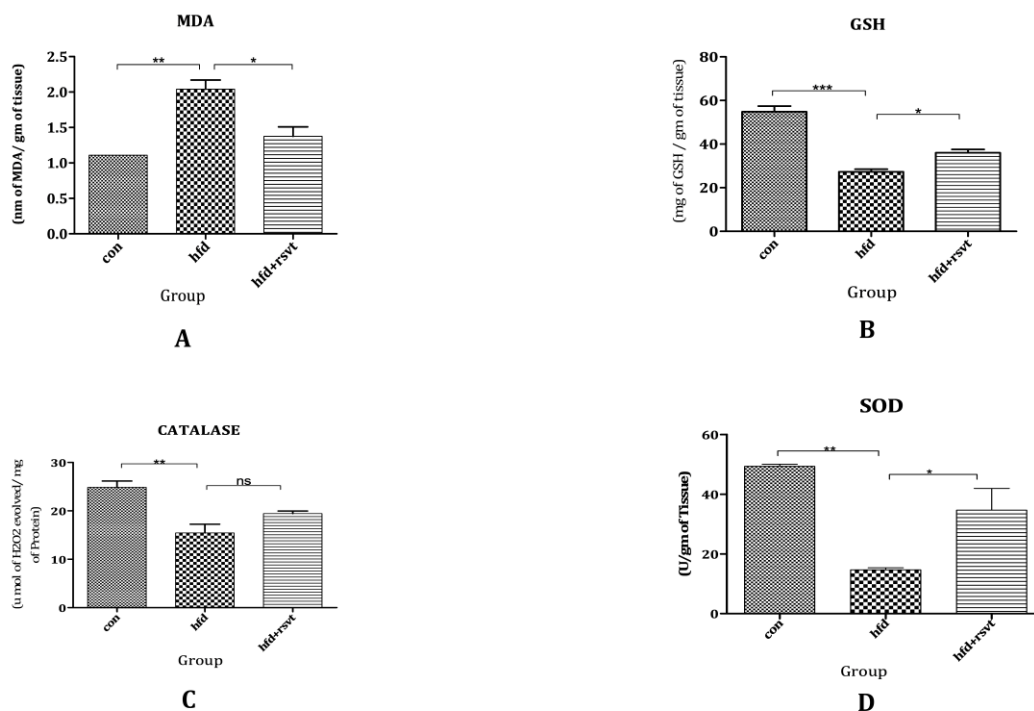 MDA
(nm of MDA/ gm of tissue)
2.5
2.0
1.5
1.0
0.5
0.0
**
*
con
hfd
hfd+rsvt
Group
A
GSH
(mg of GSH / gm of tissue)
80
60
40
20
0
***
*
con
hfd
hfd+rsvt
Group
B
CATALASE
(u mol of H2O2 evolved/ mg
of Protein)
30
20
10
0
**
ns
con
hfd
hfd+rsvt
Group
C
SOD
(U/gm of Tissue)
60
40
20
0
**
*
con
hfd
hfd+rsvt
Group
D